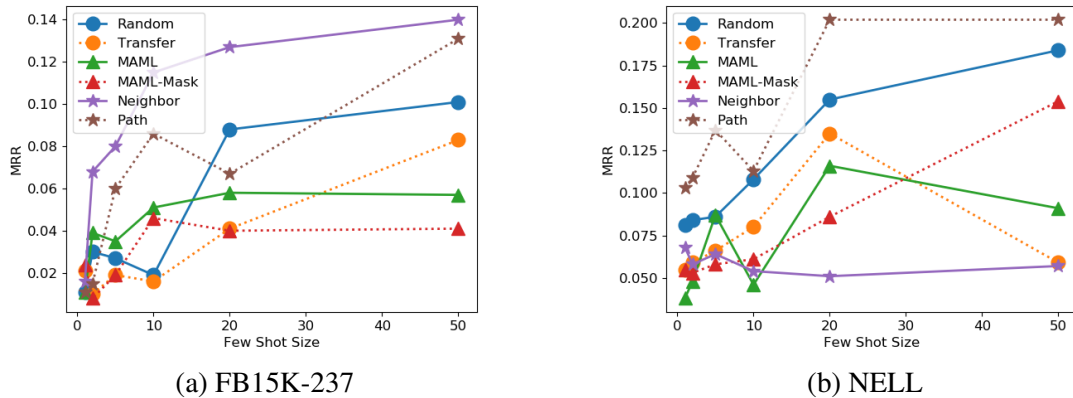 0.14
0.12
0.10
0.08
0.06
0.04
0.02
MRR
Random
Transfer
MAML
MAML-Mask
Neighbor
Path
0 10 20 30 40 50
Few Shot Size
(a) FB15K-237
0.200
0.175
0.150
0.125
0.100
0.075
0.050
MRR
Random
Transfer
MAML
MAML-Mask
Neighbor
Path
0 10 20 30 40 50
Few Shot Size
(b) NELL